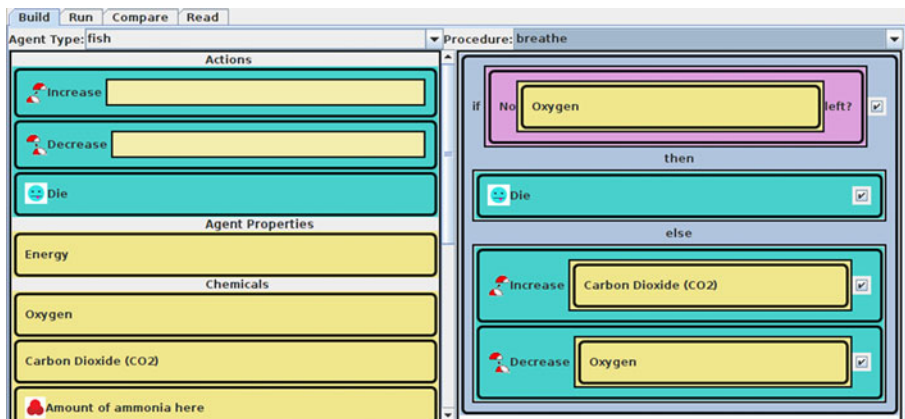 Build Run Compare Read
Agent Type: fish
Procedure: breathe
Actions
Increase
Decrease
Die
Agent Properties
Energy
Chemicals
Oxygen
Carbon Dioxide (CO2)
Amount of ammonia here
if No Oxygen left?
then
Die
else
Increase Carbon Dioxide (CO2)
Decrease Oxygen